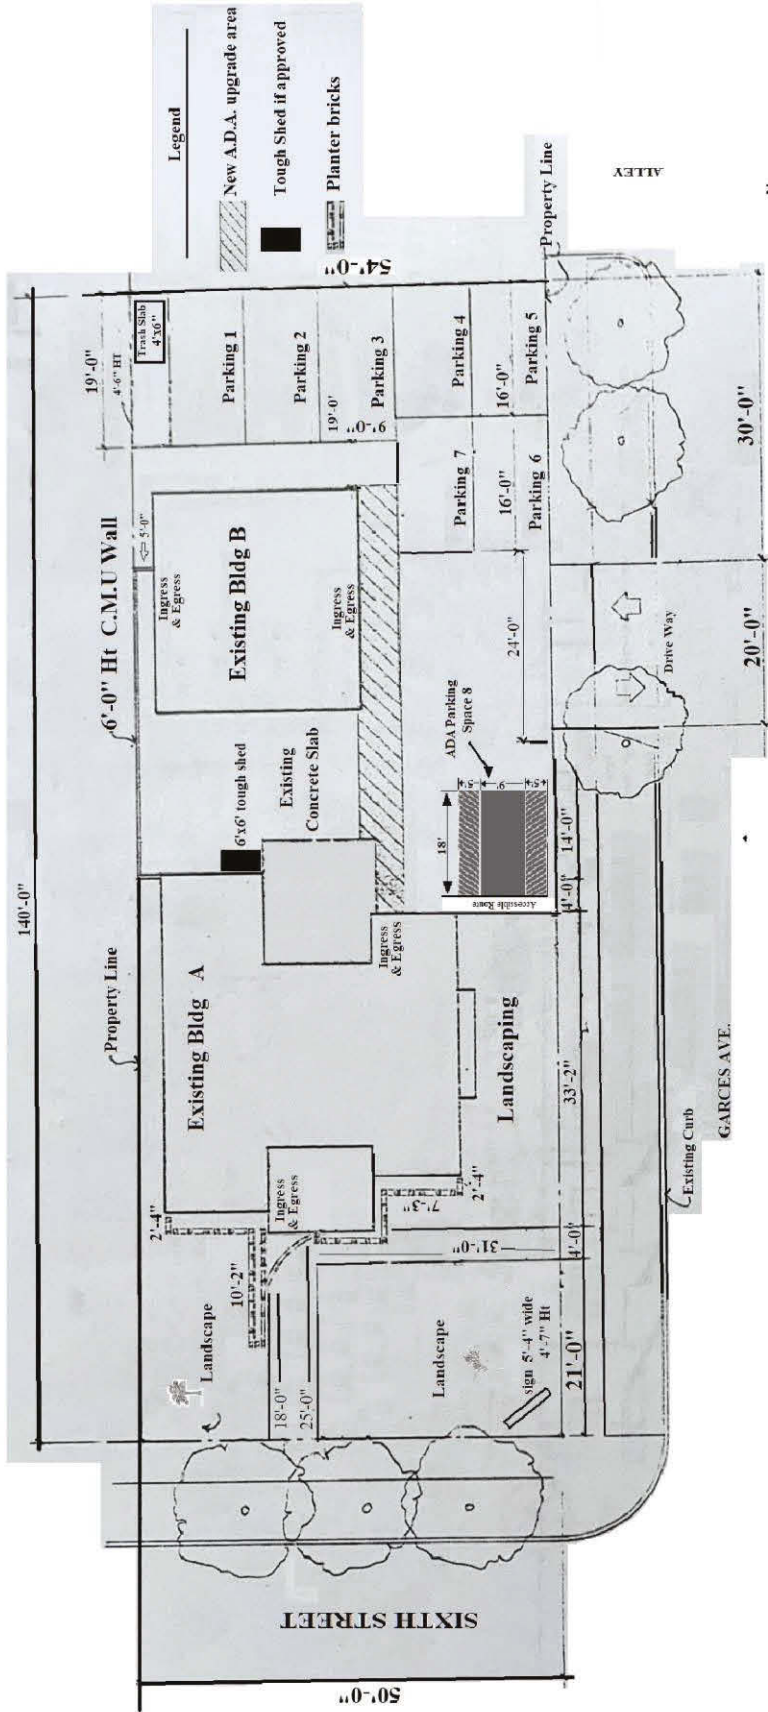 Legend
New A.D.A. upgrade area
Tough Shed if approved
Planter bricks
54'-0"
140'-0"
Property Line
6'-0" Ht C.M.U Wall
19'-0"
4'-6" HT
Trash Slab
4'x6"
5'-0"
Parking 1
Parking 2
Parking 3
Parking 4
Parking 5
Parking 6
Parking 7
19'-0'
9'-0"
16'-0"
16'-0"
24'-0"
Property Line
ALLEY
Ingress
& Egress
Existing Bldg B
Ingress
& Egress
6'x6' tough shed
Existing
Concrete Slab
ADA Parking
Space 8
18'
5'
9'
5'
Accessible Route
Existing Bldg A
Ingress
& Egress
Ingress
& Egress
Landscaping
2'-4"
10'-2"
7'-3"
2'-4"
Landscape
18'-0"
25'-0"
31'-0"
Landscape
sign 5'-4" wide
4'-7" Ht
21'-0"
4'-0"
33'-2"
4'-0"
14'-0"
Drive Way
20'-0"
30'-0"
GARCES AVE.
Existing Curb
SIXTH STREET
50'-0"